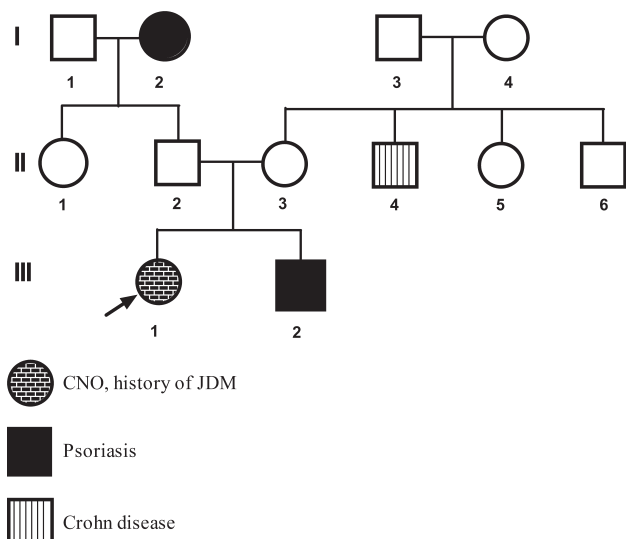 I
1 2 3 4
II
1 2 3 4 5 6
III
1 2
CNO, history of JDM
Psoriasis
Crohn disease